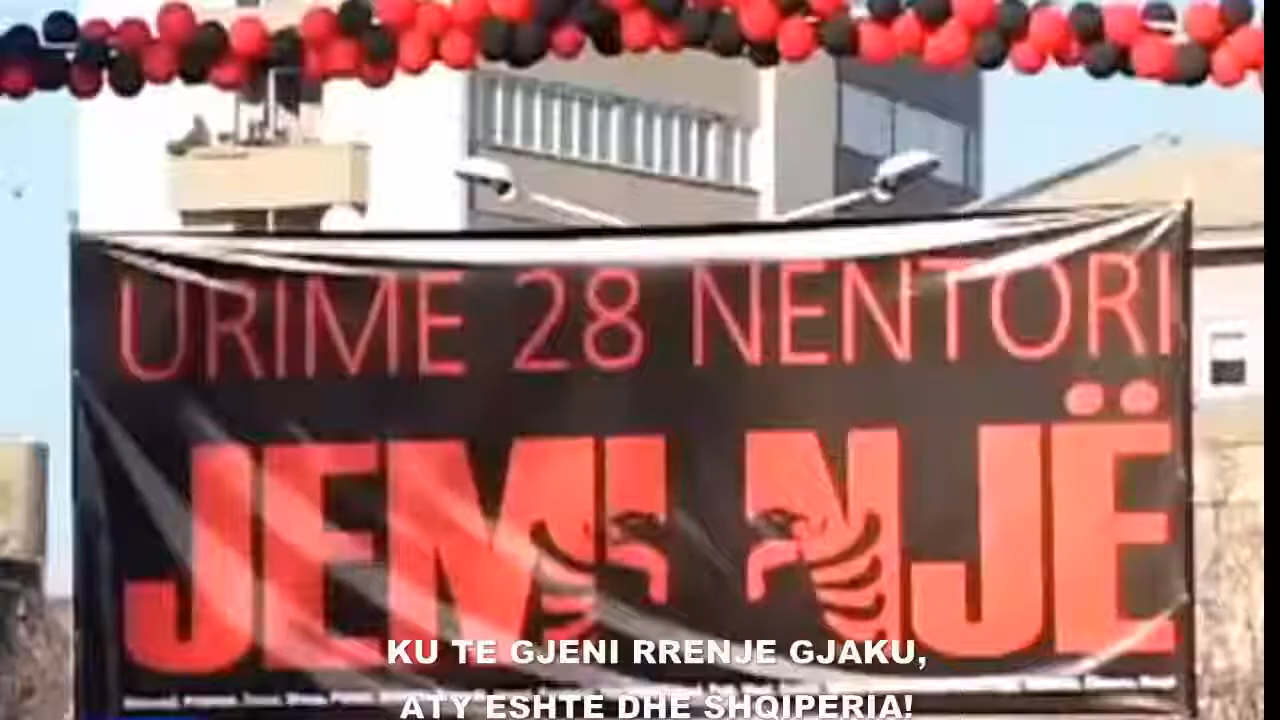 URIME 28 NENTORI
JEMI NJË
KU TE GJENI RRENJE GJAKU,
ATY ESHTE DHE SHQIPERIA!